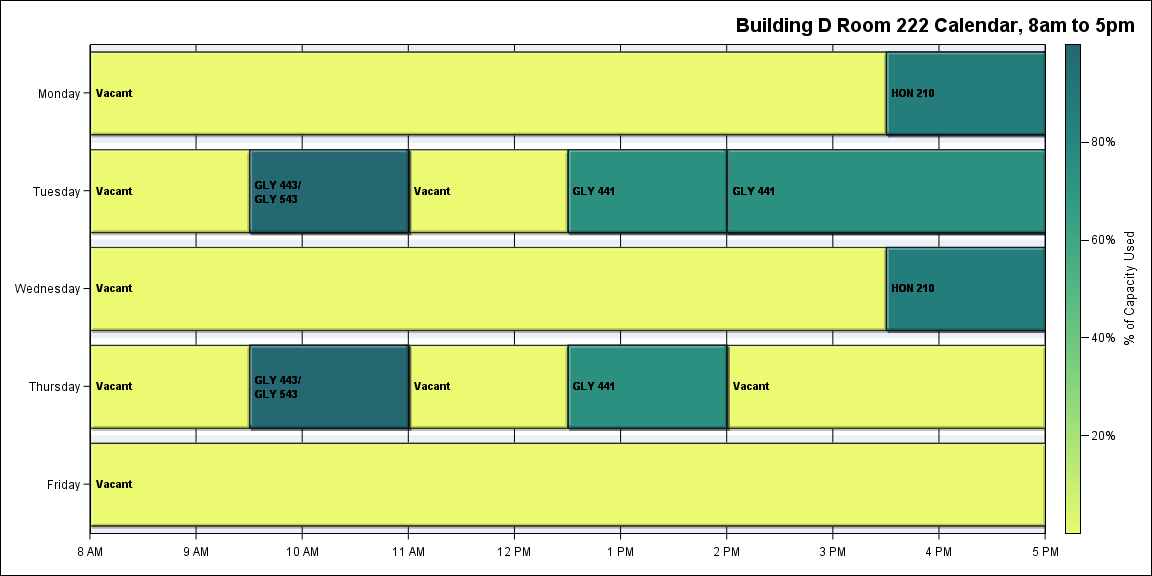 Building D Room 222 Calendar, 8am to 5pm
Monday
Vacant
HON 210
Tuesday
Vacant
GLY 443/
GLY 543
Vacant
GLY 441
GLY 441
Wednesday
Vacant
HON 210
Thursday
Vacant
GLY 443/
GLY 543
Vacant
GLY 441
Vacant
Friday
Vacant
8 AM
9 AM
10 AM
11 AM
12 PM
1 PM
2 PM
3 PM
4 PM
5 PM
80%
60%
40%
20%
% of Capacity Used